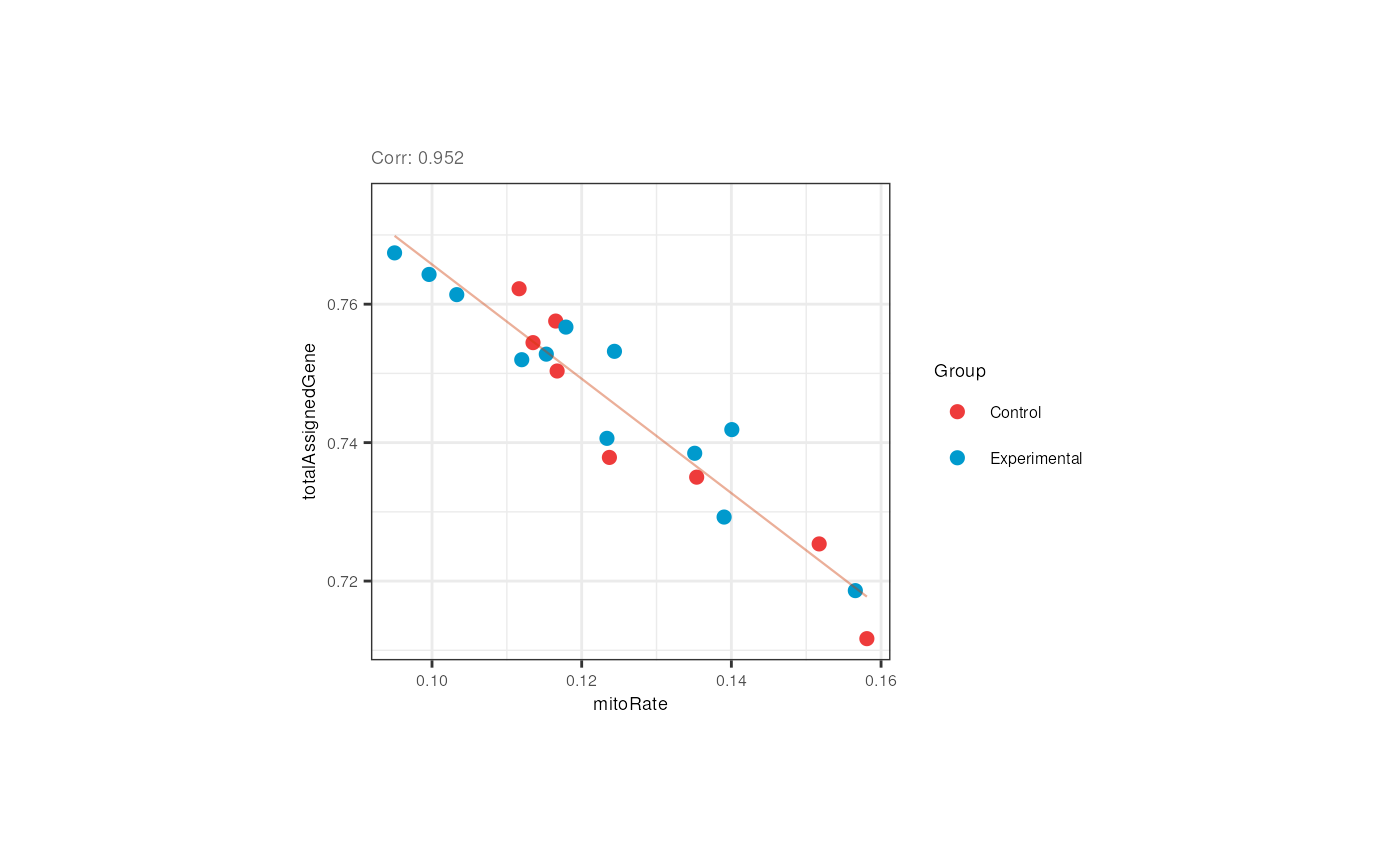 Corr: 0.952
totalAssignedGene
0.76
0.74
0.72
0.10
0.12
0.14
0.16
mitoRate
Group
Control
Experimental